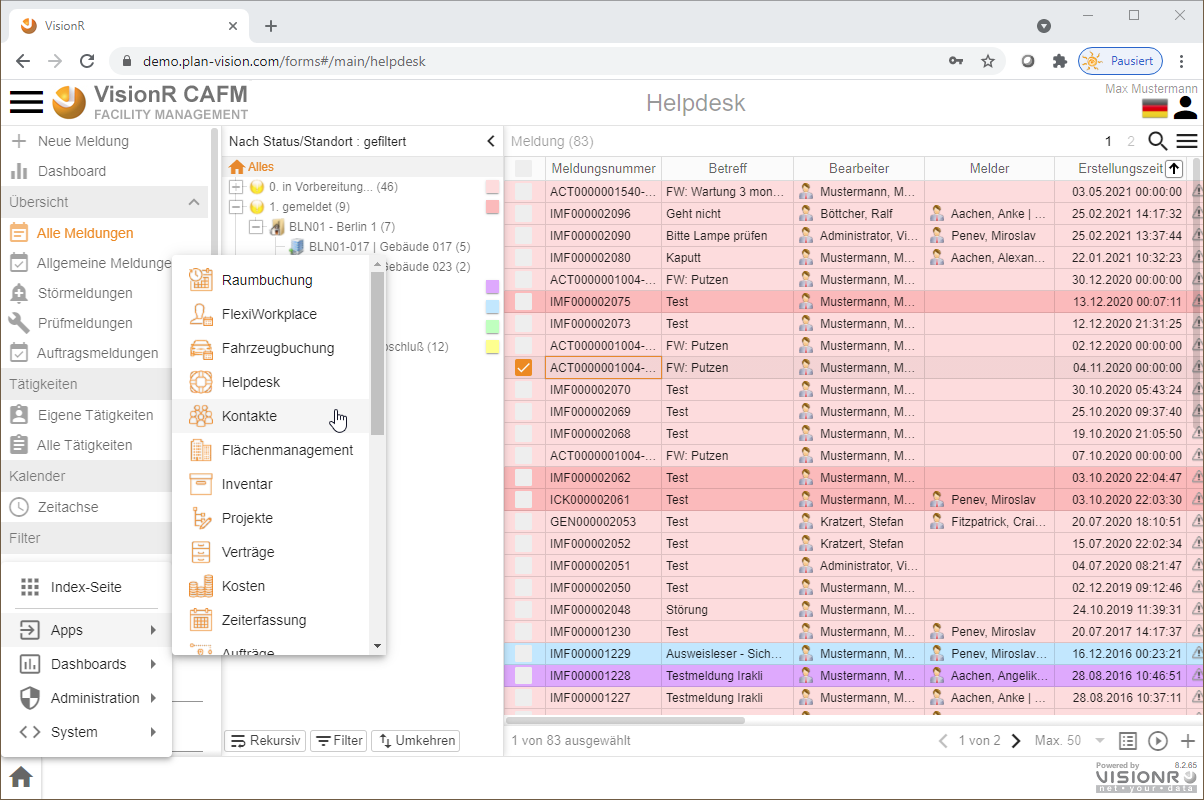 VisionR
demo.plan-vision.com/forms#/main/helpdesk
Pausiert
VisionR CAFM
FACILITY MANAGEMENT
Helpdesk
Max Mustermann
Neue Meldung
Dashboard
Übersicht
Alle Meldungen
Allgemeine Meldunge
Störmeldungen
Prüfmeldungen
Auftragsmeldungen
Tätigkeiten
Eigene Tätigkeiten
Alle Tätigkeiten
Kalender
Zeitachse
Filter
Index-Seite
Apps
Dashboards
Administration
System
Raumbuchung
FlexiWorkplace
Fahrzeugbuchung
Helpdesk
Kontakte
Flächenmanagement
Inventar
Projekte
Verträge
Kosten
Zeiterfassung
Aufträge
Nach Status/Standort : gefiltert
Alles
0. in Vorbereitung... (46)
1. gemeldet (9)
BLN01 - Berlin 1 (7)
BLN01-017 | Gebäude 017 (5)
Gebäude 023 (2)
bschluß (12)
Rekursiv Filter Umkehren
Meldung (83) 1 2
Meldungsnummer Betreff Bearbeiter Melder Erstellungszeit
ACT0000001540-... FW: Wartung 3 mon... Mustermann, M... 03.05.2021 00:00:00
IMF000002096 Geht nicht Böttcher, Ralf Aachen, Anke | ... 25.02.2021 14:17:32
IMF000002090 Bitte Lampe prüfen Administrator, Vi... Penev, Miroslav 25.02.2021 13:37:44
IMF000002080 Kaputt Mustermann, M... Aachen, Alexan... 22.01.2021 10:32:23
ACT0000001004-... FW: Putzen Mustermann, M... 30.12.2020 00:00:00
IMF000002075 Test Mustermann, M... 13.12.2020 00:07:11
IMF000002073 Test Mustermann, M... 12.12.2020 21:31:25
ACT0000001004-... FW: Putzen Mustermann, M... 02.12.2020 00:00:00
ACT0000001004-... FW: Putzen Mustermann, M... 04.11.2020 00:00:00
IMF000002070 Test Mustermann, M... 30.10.2020 05:43:24
IMF000002069 Test Mustermann, M... 25.10.2020 09:37:40
IMF000002068 Test Mustermann, M... 19.10.2020 21:05:50
ACT0000001004-... FW: Putzen Mustermann, M... 07.10.2020 00:00:00
IMF000002062 Test Mustermann, M... 03.10.2020 22:04:47
ICK000002061 Test Mustermann, M... Penev, Miroslav 03.10.2020 22:03:30
GEN000002053 Test Kratzert, Stefan Fitzpatrick, Crai... 20.07.2020 18:10:51
IMF000002052 Test Kratzert, Stefan 15.07.2020 22:02:34
IMF000002051 Test Administrator, Vi... 04.07.2020 08:21:47
IMF000002050 Test Mustermann, M... 02.12.2019 09:12:46
IMF000002048 Störung Mustermann, M... 24.10.2019 11:39:31
IMF000001230 Test Mustermann, M... Penev, Miroslav 20.07.2017 14:17:37
IMF000001229 Ausweisleser - Sich... Mustermann, M... Penev, Miroslav... 16.12.2016 00:23:21
IMF000001228 Testmeldung Irakli Mustermann, M... Aachen, Angelik... 28.08.2016 10:46:51
IMF000001227 Testmeldung Irakli Mustermann, M... Aachen, Anke | ... 28.08.2016 10:37:11
1 von 83 ausgewählt 1 von 2 Max. 50
Powered by 8.2.65
VISIONR
net • your • data